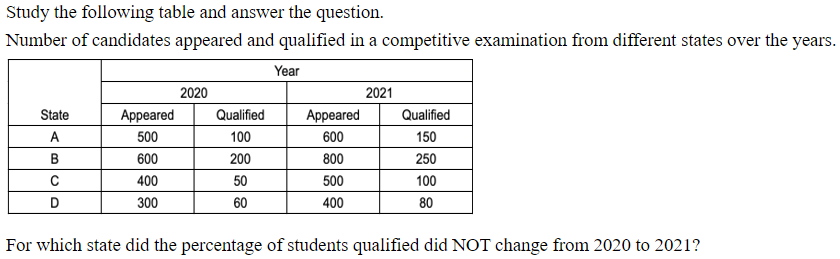 Study the following table and answer the question.
Number of candidates appeared and qualified in a competitive examination from different states over the years.
Year
2020 2021
State Appeared Qualified Appeared Qualified
A 500 100 600 150
B 600 200 800 250
C 400 50 500 100
D 300 60 400 80
For which state did the percentage of students qualified did NOT change from 2020 to 2021?